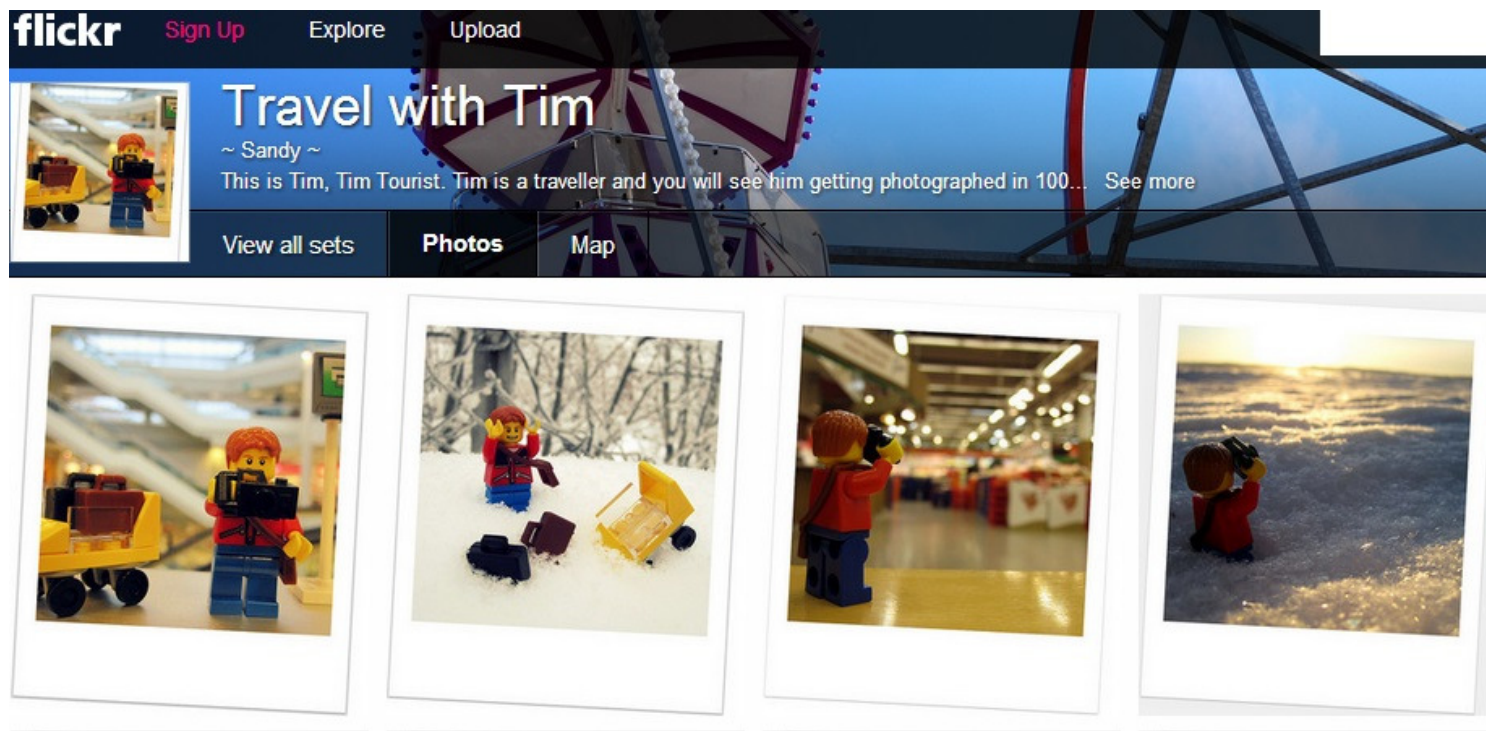 flickr Sign Up Explore Upload
Travel with Tim
~ Sandy ~
This is Tim, Tim Tourist. Tim is a traveller and you will see him getting photographed in 100... See more
View all sets Photos Map